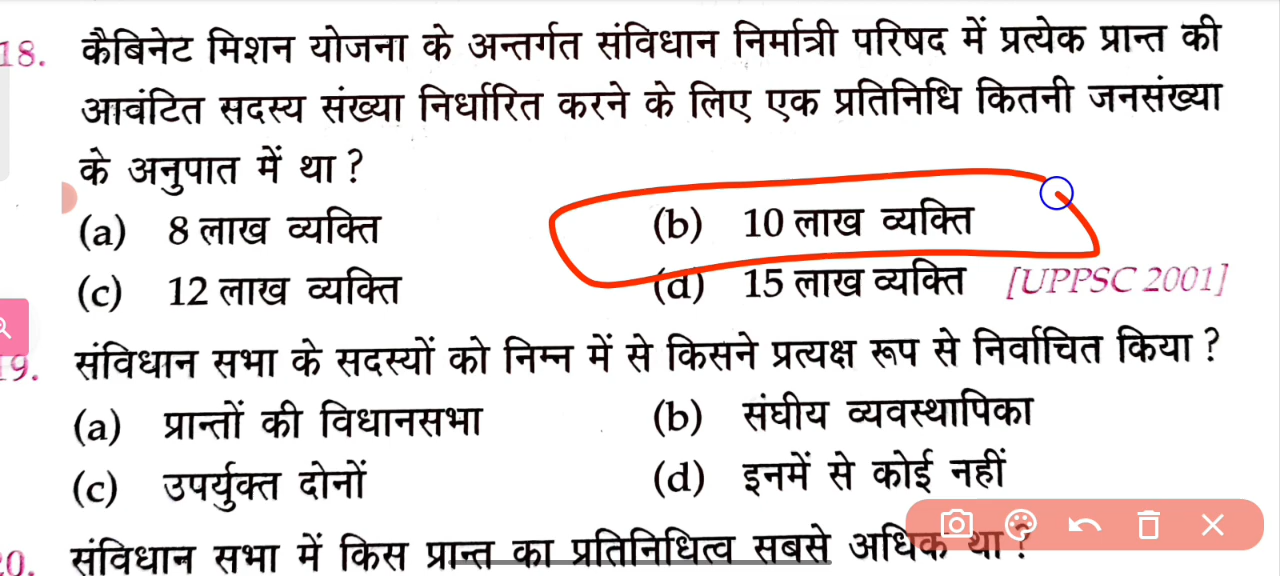 18. कैबिनेट मिशन योजना के अन्तर्गत संविधान निर्मात्री परिषद में प्रत्येक प्रान्त की
आवंटित सदस्य संख्या निर्धारित करने के लिए एक प्रतिनिधि कितनी जनसंख्या
के अनुपात में था ?
(a) 8 लाख व्यक्ति (b) 10 लाख व्यक्ति
(c) 12 लाख व्यक्ति (d) 15 लाख व्यक्ति [UPPSC 2001]
19. संविधान सभा के सदस्यों को निम्न में से किसने प्रत्यक्ष रूप से निर्वाचित किया ?
(a) प्रान्तों की विधानसभा (b) संघीय व्यवस्थापिका
(c) उपर्युक्त दोनों (d) इनमें से कोई नहीं
20. संविधान सभा में किस प्रान्त का प्रतिनिधित्व सबसे अधिक था ?